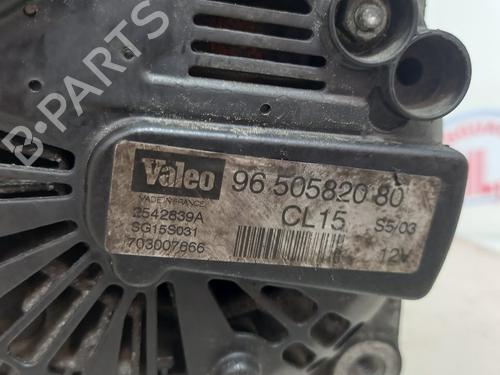 B-PARTS
Valeo
MADE IN FRANCE
96 505820 80
2542839A
CL15
S5/03
SG15S031
703007666
12V